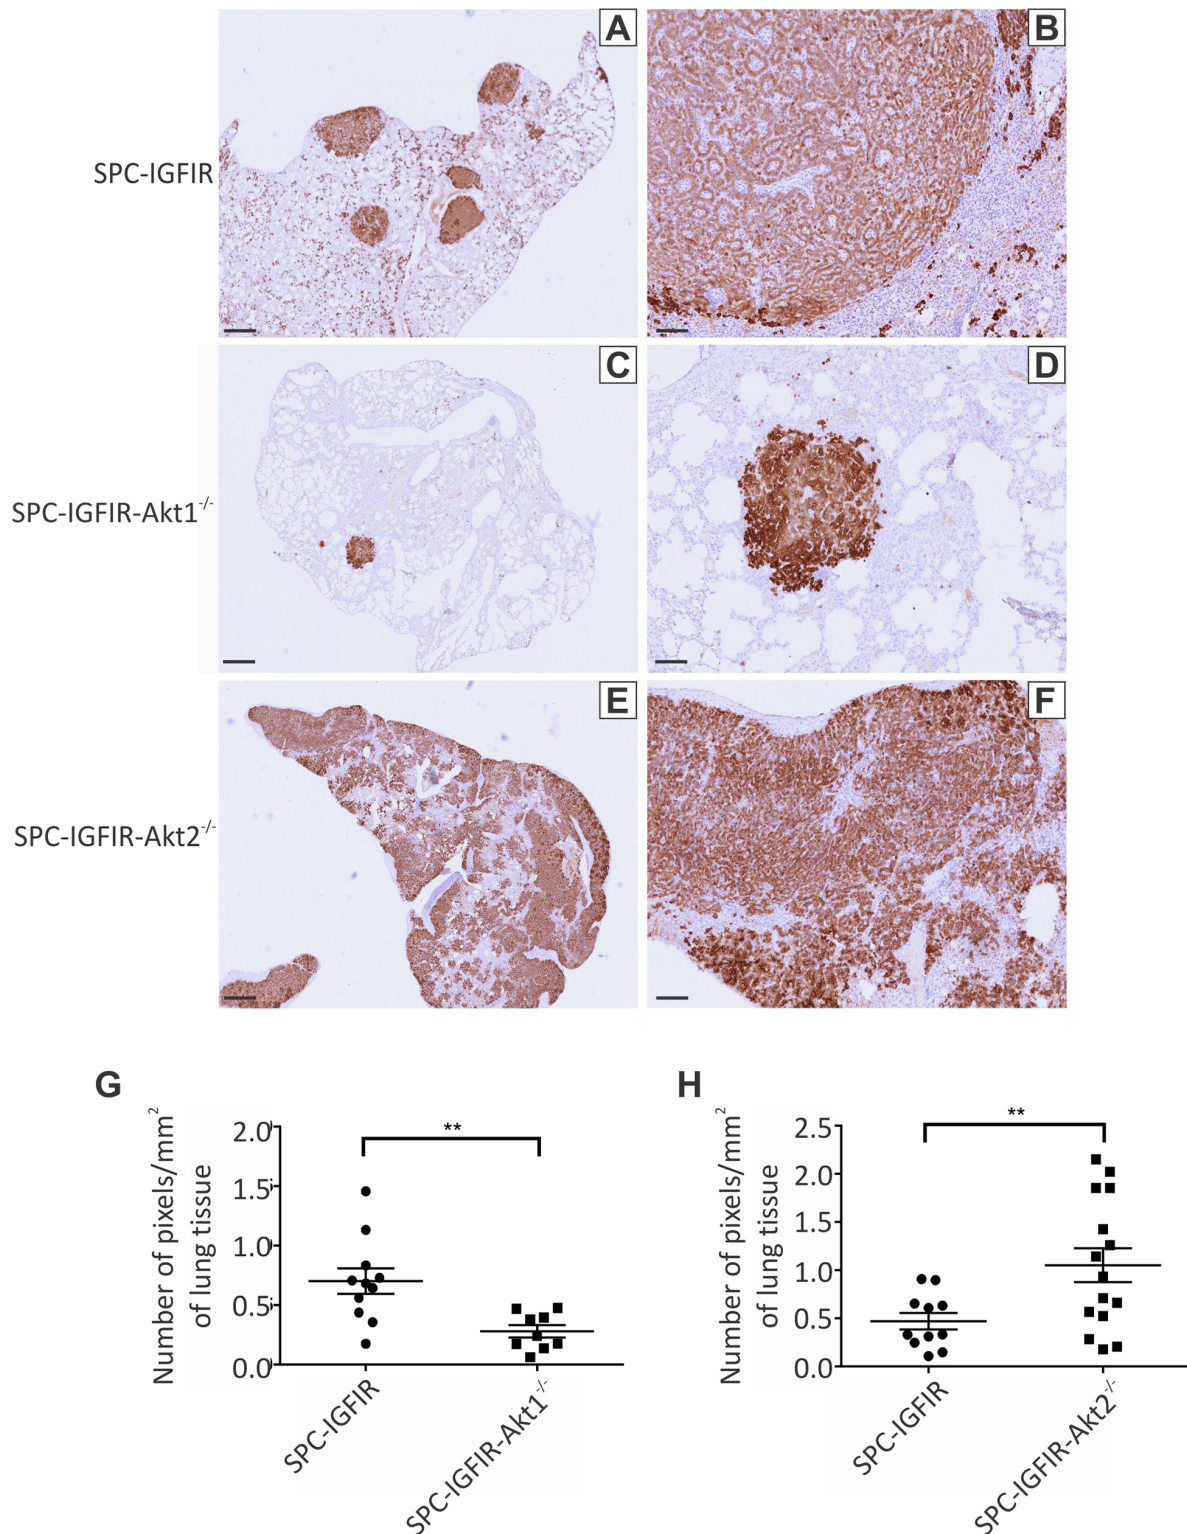 A
B
SPC-IGFIR
C
D
SPC-IGFIR-Akt1-/-
E
F
SPC-IGFIR-Akt2-/-
G
H
Number of pixels/mm2
of lung tissue
2.0
1.5
1.0
0.5
0.0
**
SPC-IGFIR
SPC-IGFIR-Akt1-/-
Number of pixels/mm2
of lung tissue
2.5
2.0
1.5
1.0
0.5
0.0
**
SPC-IGFIR
SPC-IGFIR-Akt2-/-